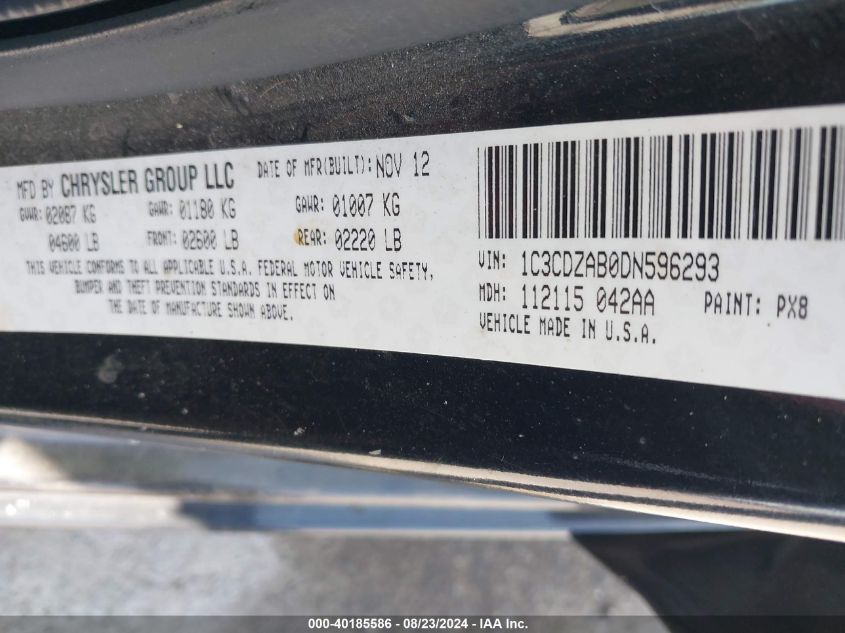 MFD BY CHRYSLER GROUP LLC DATE OF MFR(BUILT): NOV 12
GVWR: 02087 KG GAWR: 01180 KG GAWR: 01007 KG
04600 LB FRONT: 02600 LB REAR: 02220 LB
THIS VEHICLE CONFORMS TO ALL APPLICABLE U.S.A. FEDERAL MOTOR VEHICLE SAFETY,
BUMPER AND THEFT PREVENTION STANDARDS IN EFFECT ON
THE DATE OF MANUFACTURE SHOWN ABOVE.
VIN: 1C3CDZAB0DN596293
MDH: 112115 042AA PAINT: PX8
VEHICLE MADE IN U.S.A.
000-40185586 - 08/23/2024 - IAA Inc.